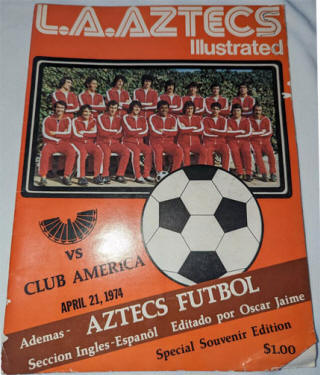 L.A.AZTECS
Illustrated
VS
CLUB AMERICA
APRIL 21, 1974
Ademas - AZTECS FUTBOL
Seccion Ingles-Espanöl Editado por Oscar Jaime
Special Souvenir Edition
$1.00